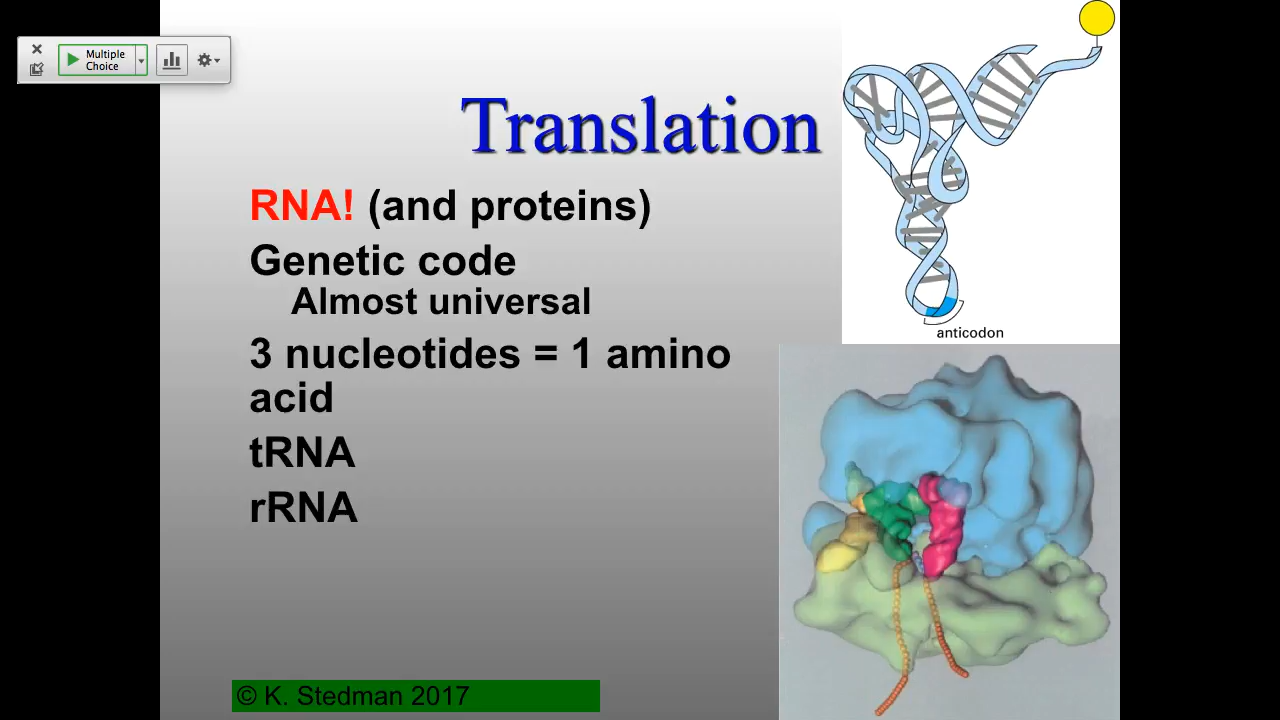 Multiple
Choice
Translation
RNA! (and proteins)
Genetic code
Almost universal
3 nucleotides = 1 amino
acid
tRNA
rRNA
anticodon
© K. Stedman 2017